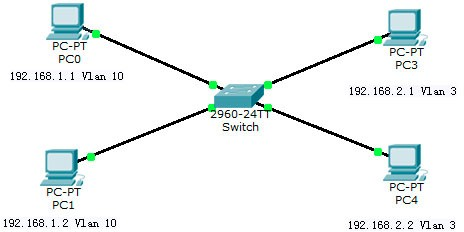 PC-PT
PC0
192.168.1.1 Vlan 10
PC-PT
PC3
192.168.2.1 Vlan 3
2960-24TT
Switch
PC-PT
PC1
192.168.1.2 Vlan 10
PC-PT
PC4
192.168.2.2 Vlan 3